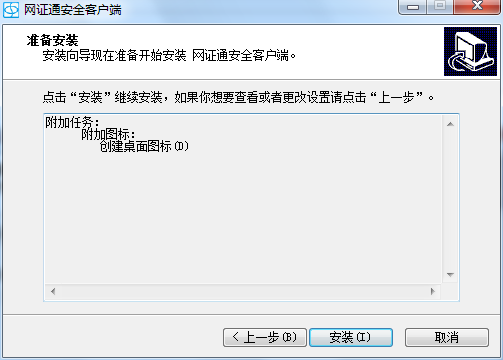 网证通安全客户端
准备安装
安装向导现在准备开始安装 网证通安全客户端。
点击“安装”继续安装，如果你想要查看或者更改设置请点击“上一步”。
附加任务:
附加图标:
创建桌面图标(D)
< 上一步(B)
安装(I)
取消